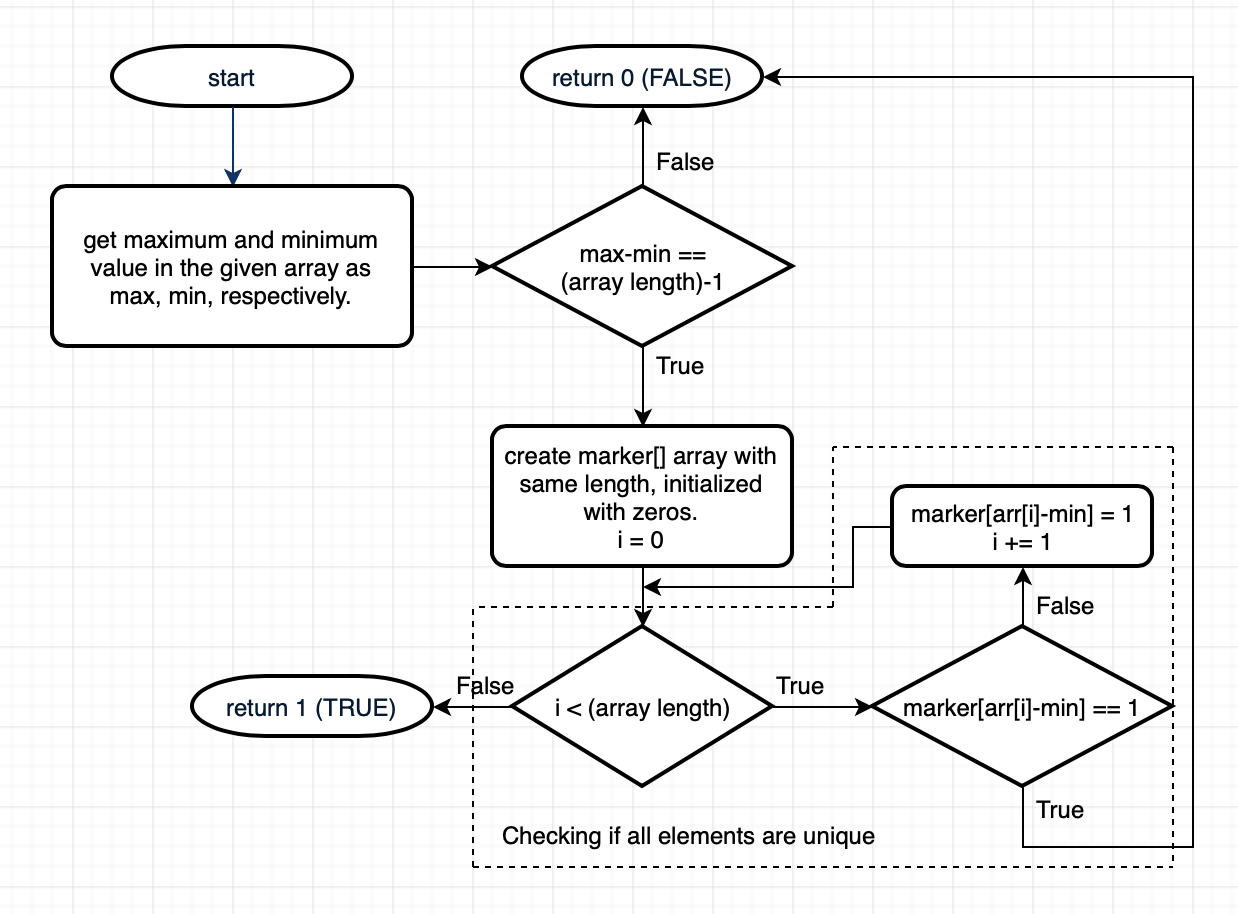 start
return 0 (FALSE)
False
get maximum and minimum
value in the given array as
max, min, respectively.
max-min ==
(array length)-1
True
create marker[] array with
same length, initialized
with zeros.
i = 0
marker[arr[i]-min] = 1
i += 1
False
return 1 (TRUE)
False
i < (array length)
True
marker[arr[i]-min] == 1
True
Checking if all elements are unique